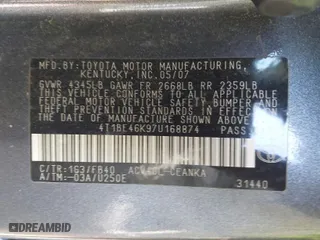 MFD.BY:TOYOTA MOTOR MANUFACTURING,
KENTUCKY,INC.05/07
GVWR 4345LB GAWR FR 2668LB RR 2359LB
THIS VEHICLE CONFORMS TO ALL APPLICABLE
FEDERAL MOTOR VEHICLE SAFETY, BUMPER AND
THEFT PREVENTION STANDARDS IN EFFECT ON
THE DATE OF MANUFACTURE SHOWN ABOVE.
4T1BE46K97U168874 PASS
C/TR:1G3/FB40
A/TM:-03A/U250E
31440
DREAMBID